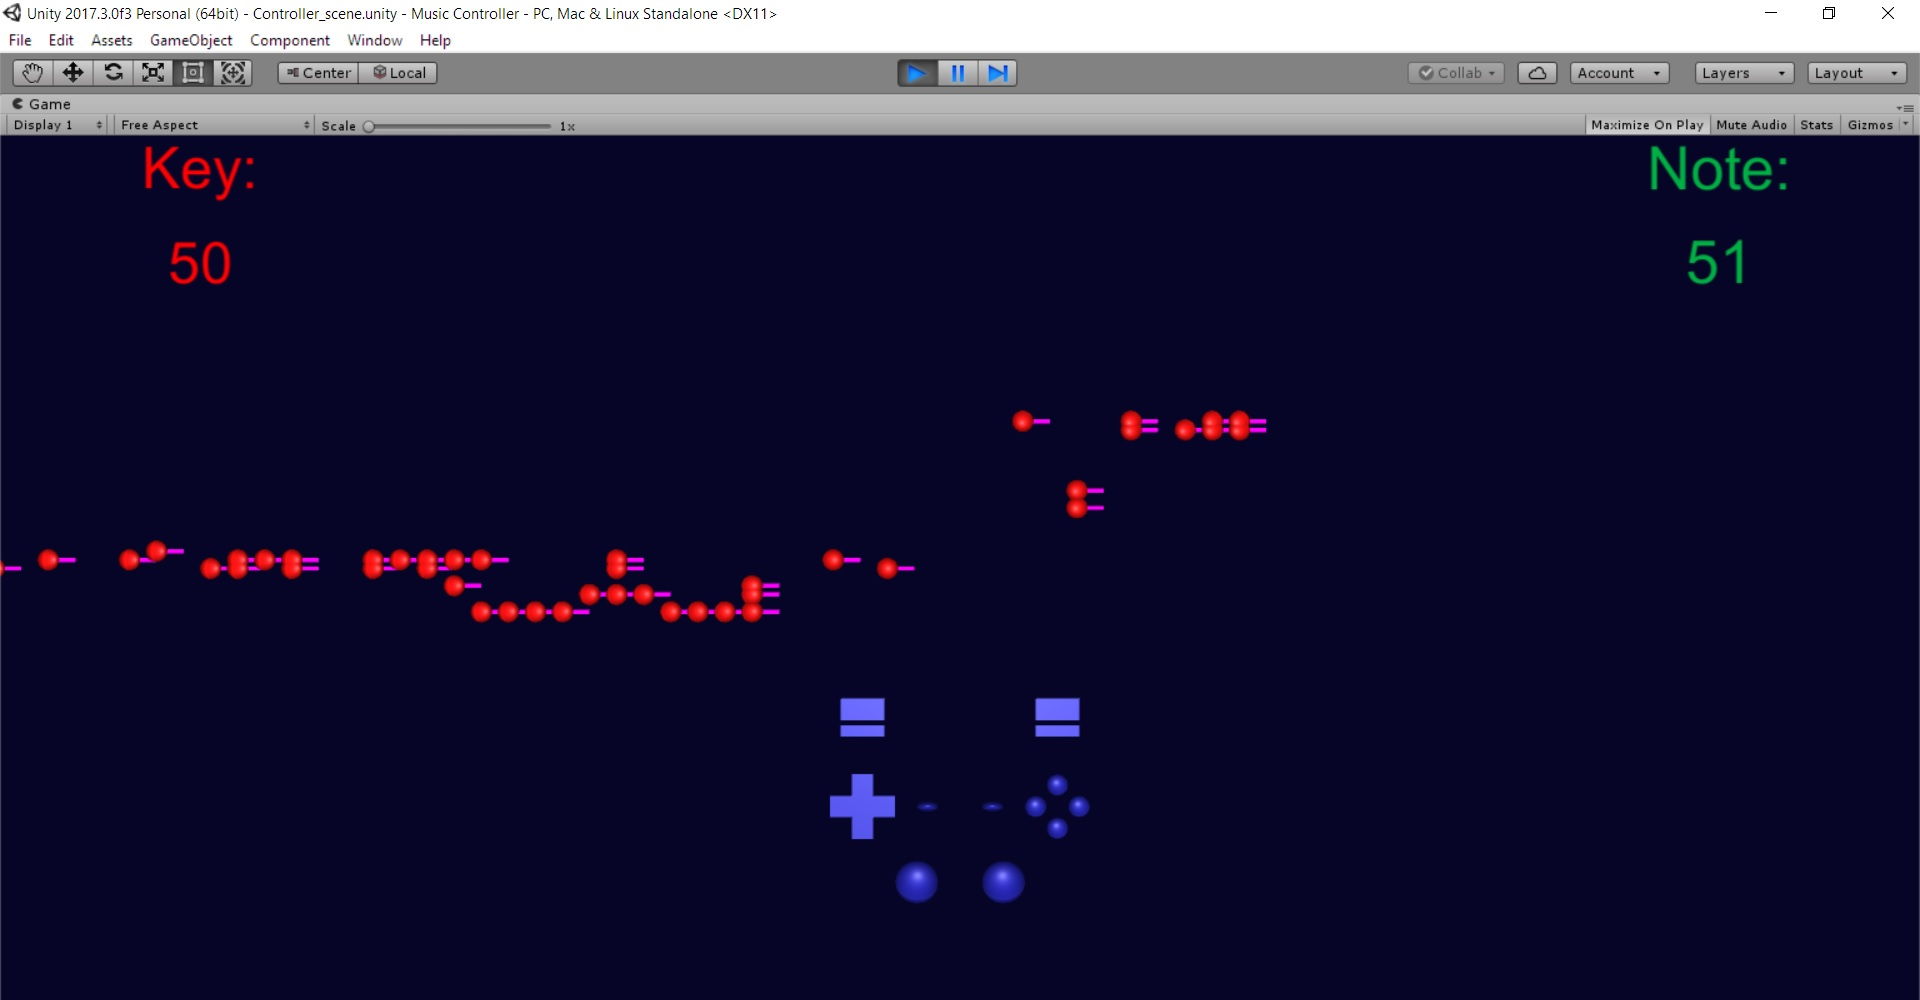 Unity 2017.3.0f3 Personal (64bit) - Controller_scene.unity - Music Controller - PC, Mac & Linux Standalone <DX11>
File Edit Assets GameObject Component Window Help
Center Local Collab Account Layers Layout
Game
Display 1 Free Aspect Scale 1x Maximize On Play Mute Audio Stats Gizmos
Key: Note:
50 51